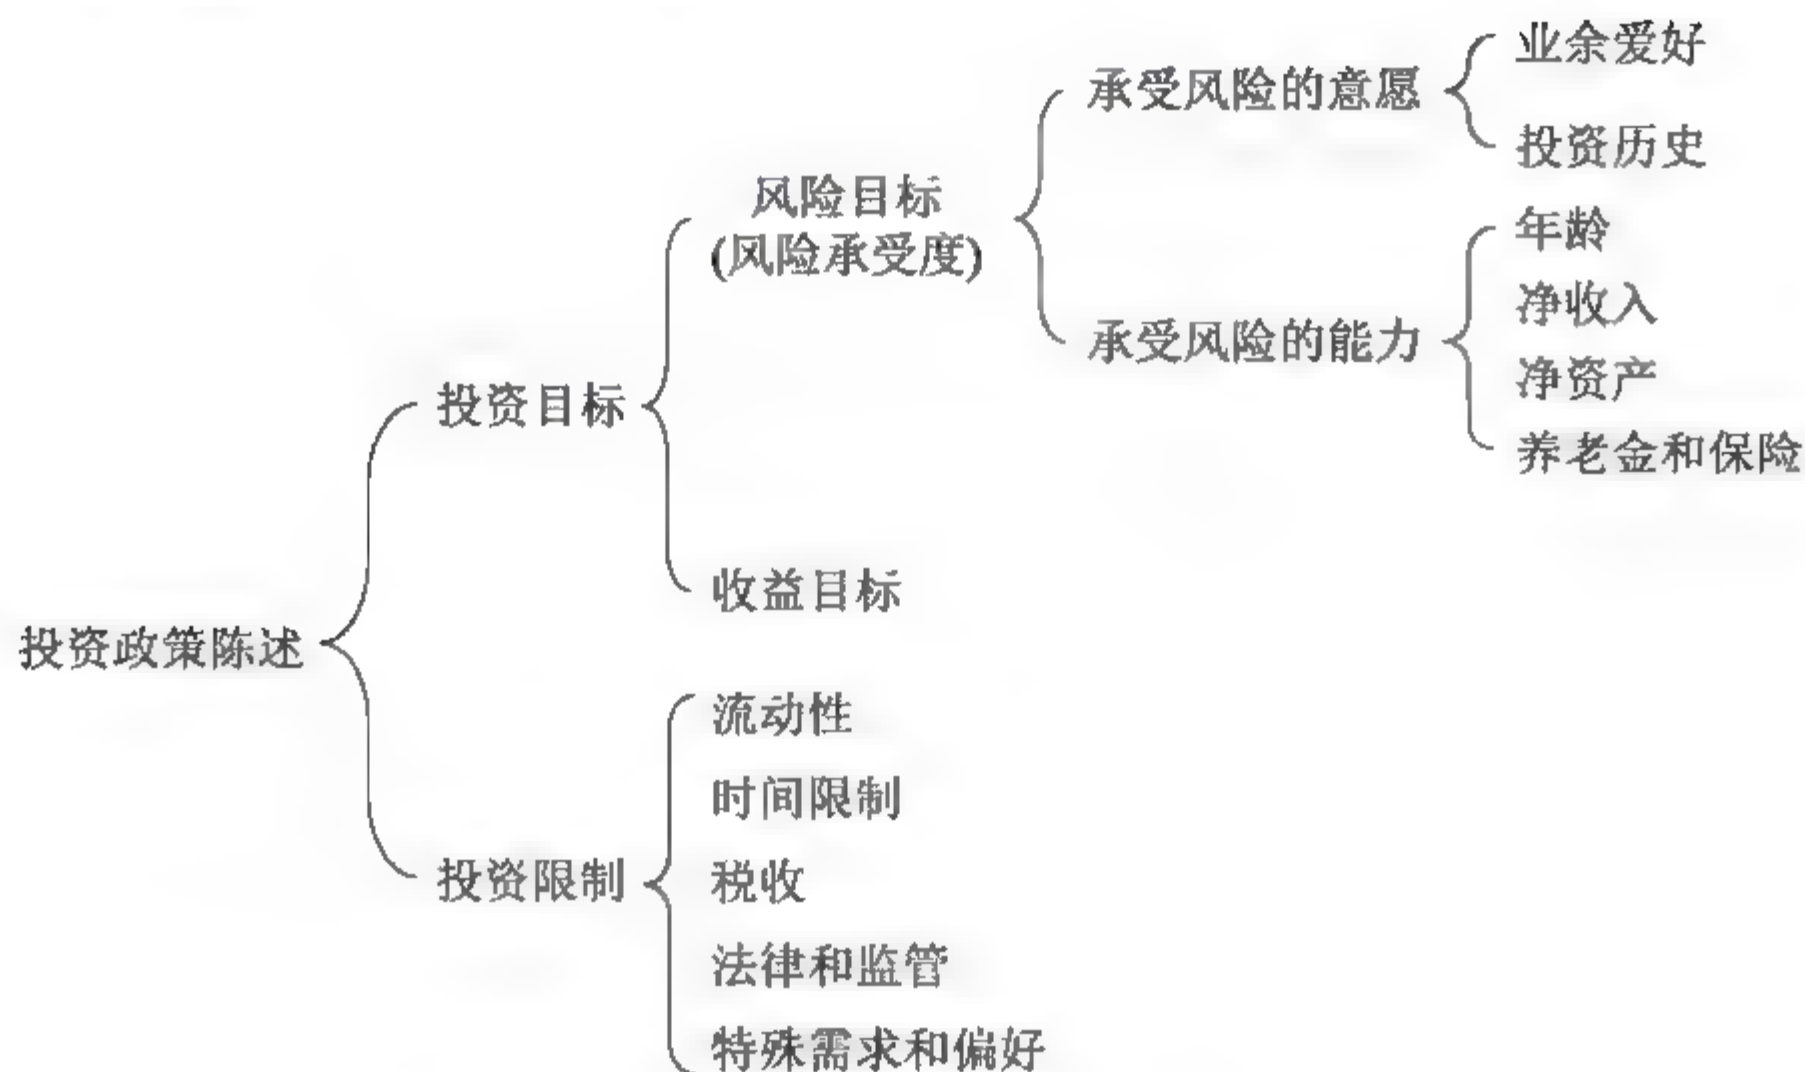 业余爱好
承受风险的意愿
投资历史
风险目标
(风险承受度)
年龄
净收入
承受风险的能力
净资产
投资目标
养老金和保险
收益目标
投资政策陈述
流动性
时间限制
投资限制
税收
法律和监管
特殊需求和偏好